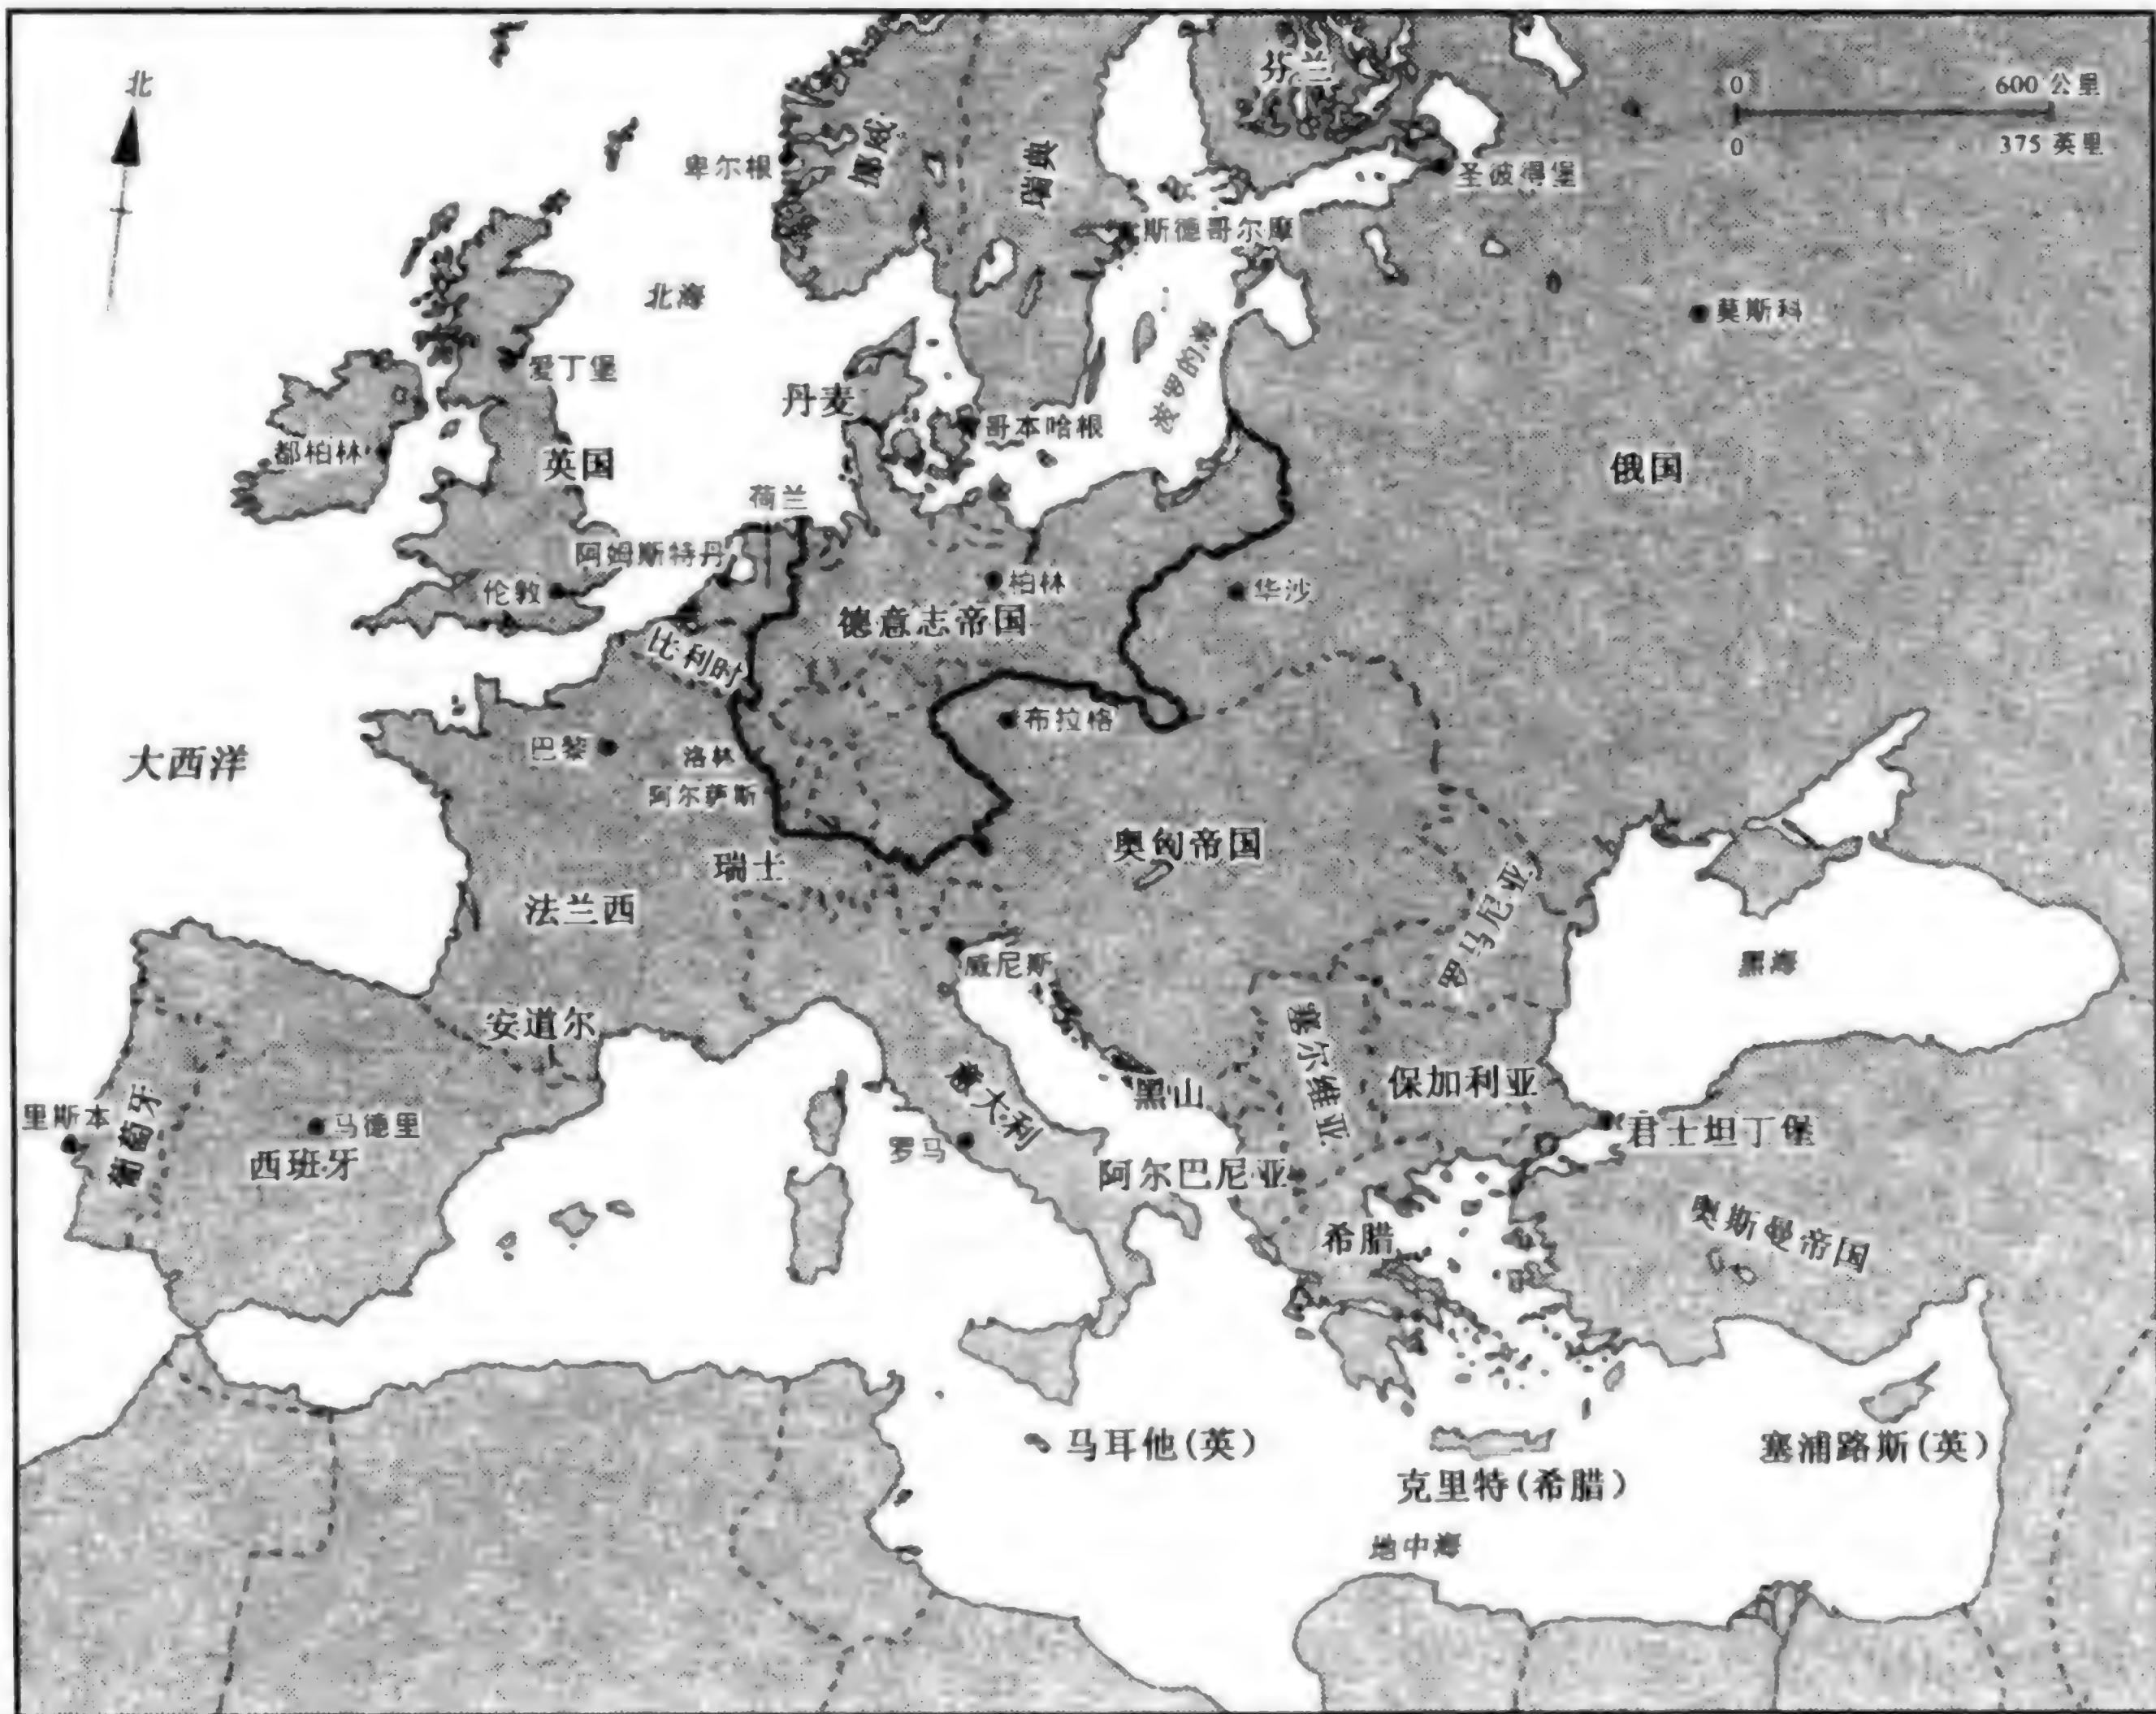 北
芬兰
0 600 公里
0 375 英里
卑尔根
挪威
瑞典
圣彼得堡
斯德哥尔摩
北海
莫斯科
波罗的海
爱丁堡
丹麦
哥本哈根
都柏林
英国
俄国
荷兰
阿姆斯特丹
柏林
华沙
伦敦
德意志帝国
比利时
布拉格
巴黎
洛林
大西洋
阿尔萨斯
奥匈帝国
瑞士
法兰西
罗马尼亚
威尼斯
黑海
安道尔
塞尔维亚
意大利
黑山
保加利亚
里斯本
葡萄牙
马德里
君士坦丁堡
罗马
西班牙
阿尔巴尼亚
奥斯曼帝国
希腊
马耳他(英)
塞浦路斯(英)
克里特(希腊)
地中海